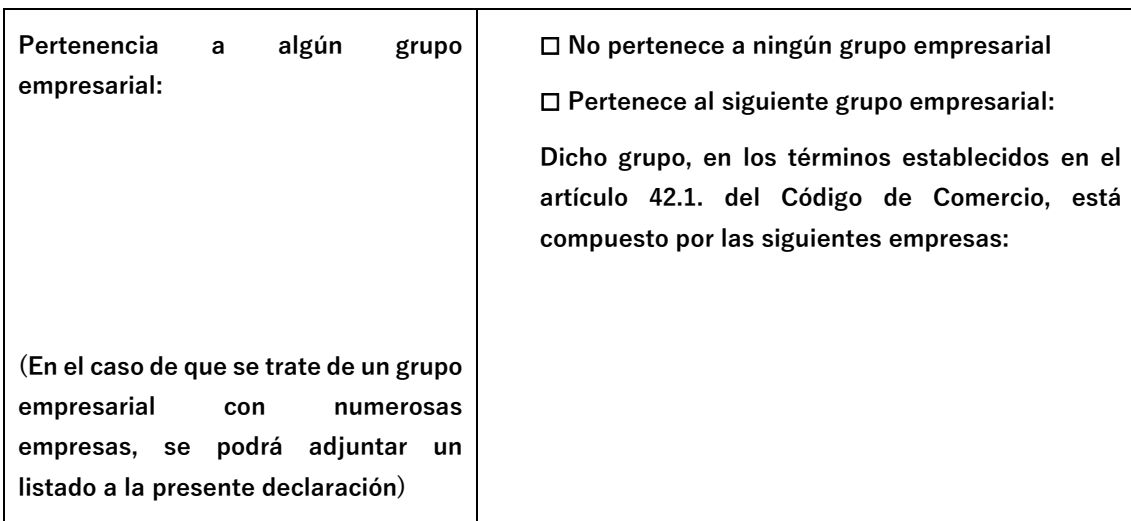 Pertenencia a algún grupo
empresarial:
(En el caso de que se trate de un grupo
empresarial con numerosas
empresas, se podrá adjuntar un
listado a la presente declaración)
☐ No pertenece a ningún grupo empresarial
☐ Pertenece al siguiente grupo empresarial:
Dicho grupo, en los términos establecidos en el
artículo 42.1. del Código de Comercio, está
compuesto por las siguientes empresas: